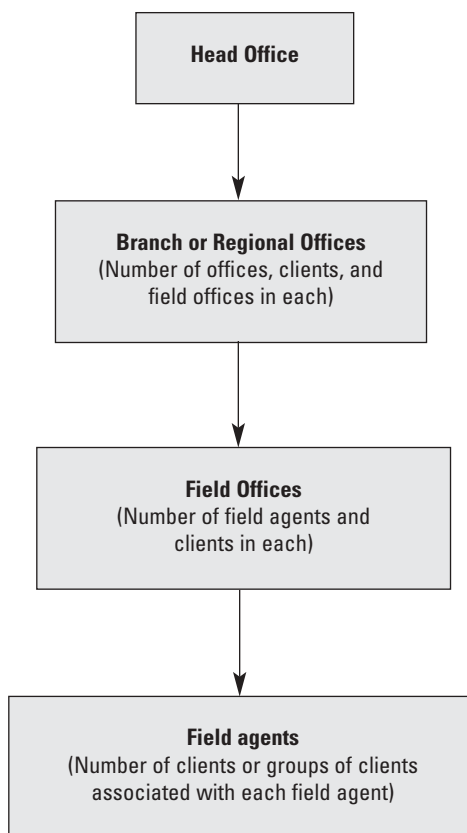 Head Office
Branch or Regional Offices
(Number of offices, clients, and
field offices in each)
Field Offices
(Number of field agents and
clients in each)
Field agents
(Number of clients or groups of clients
associated with each field agent)